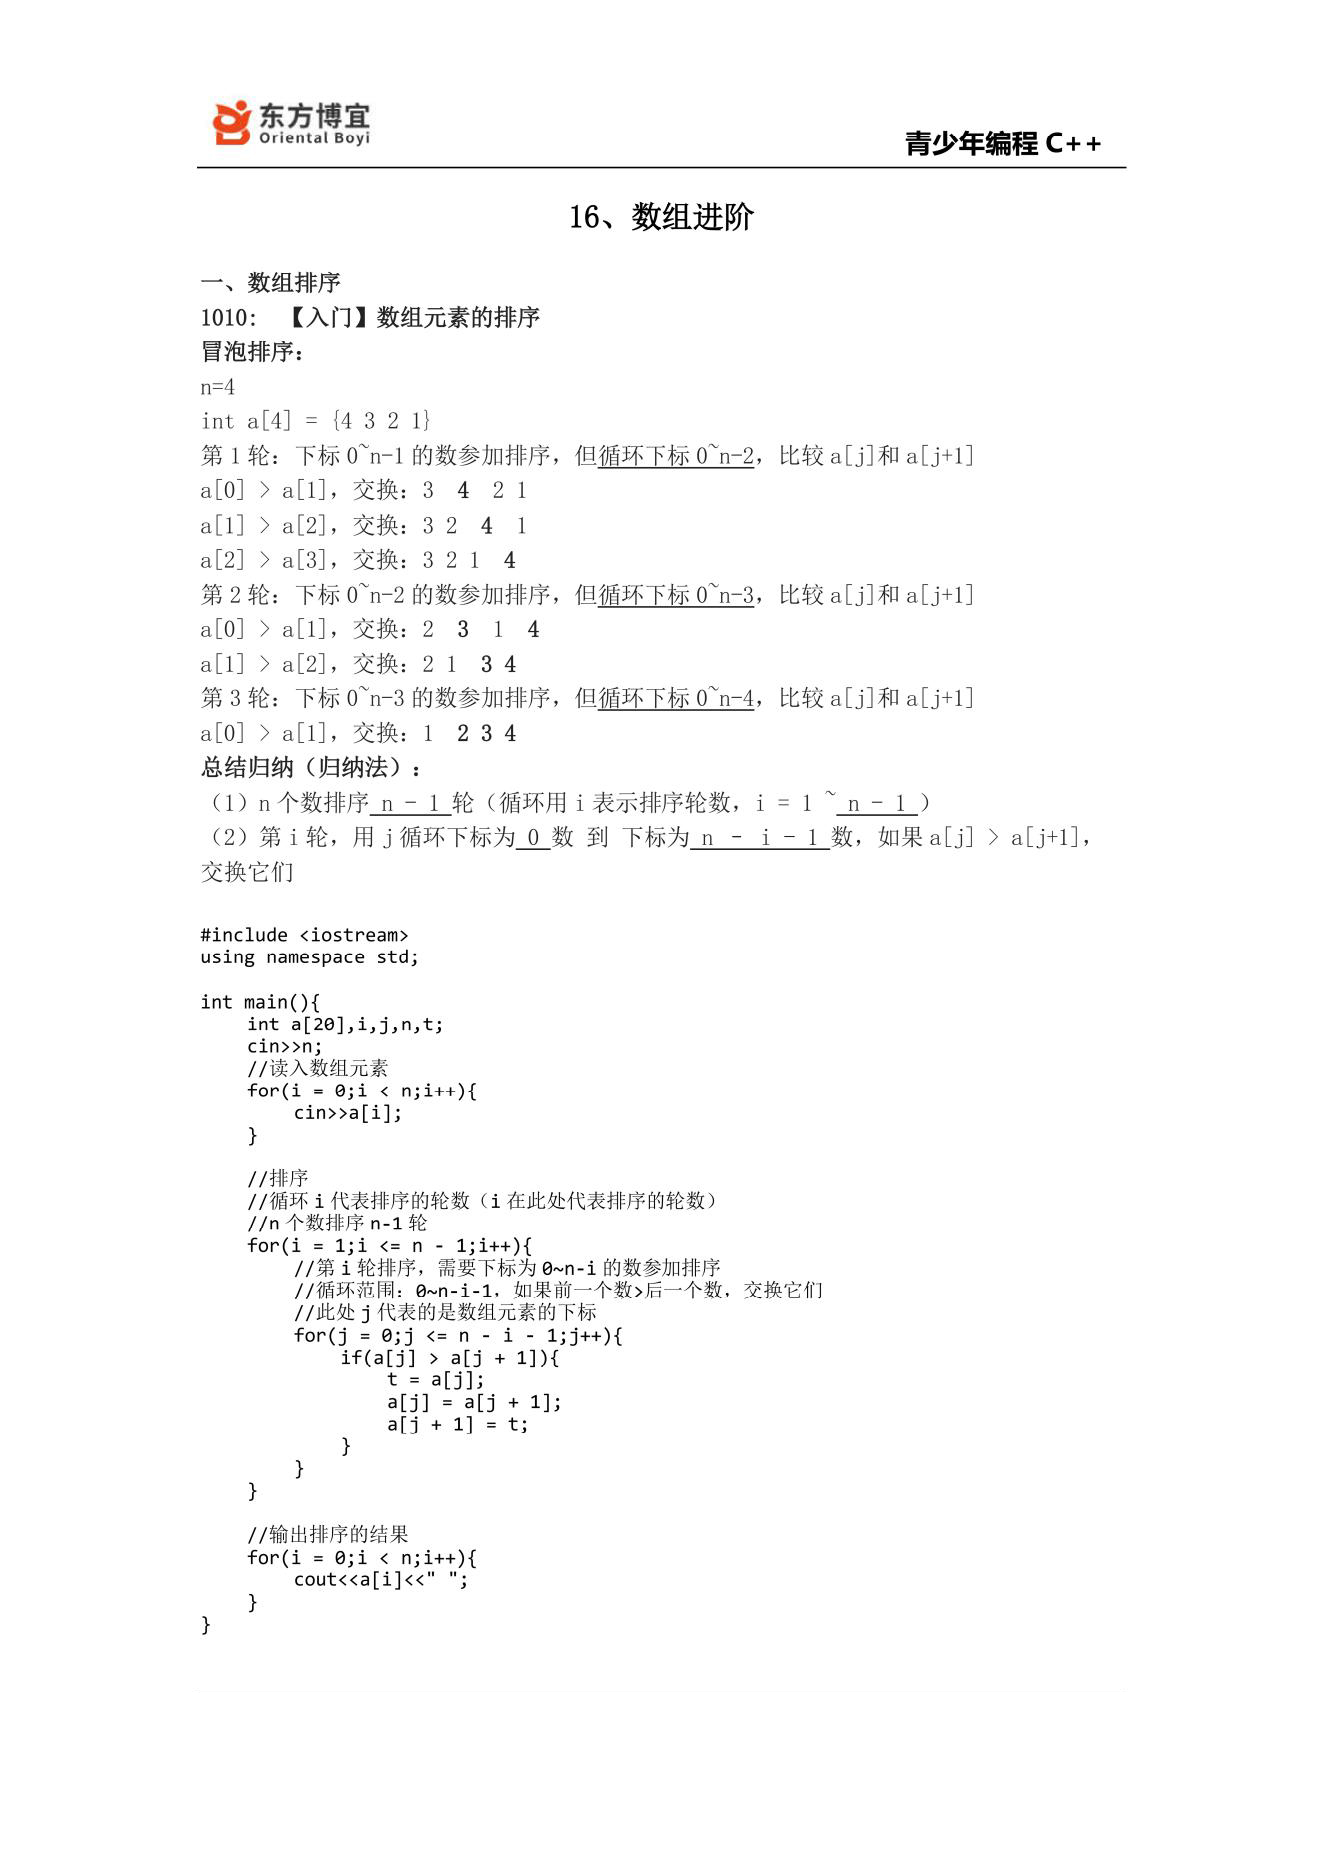 东方博宜
Oriental Boyi
青少年编程 C++
16、数组进阶
一、数组排序
1010: 【入门】数组元素的排序
冒泡排序：
n=4
int a[4] = {4 3 2 1}
第 1 轮：下标 0~n-1 的数参加排序，但循环下标 0~n-2，比较 a[j]和 a[j+1]
a[0] > a[1]，交换：3 4 2 1
a[1] > a[2]，交换：3 2 4 1
a[2] > a[3]，交换：3 2 1 4
第 2 轮：下标 0~n-2 的数参加排序，但循环下标 0~n-3，比较 a[j]和 a[j+1]
a[0] > a[1]，交换：2 3 1 4
a[1] > a[2]，交换：2 1 3 4
第 3 轮：下标 0~n-3 的数参加排序，但循环下标 0~n-4，比较 a[j]和 a[j+1]
a[0] > a[1]，交换：1 2 3 4
总结归纳（归纳法）：
（1）n 个数排序 n - 1 轮（循环用 i 表示排序轮数，i = 1 ~ n - 1 ）
（2）第 i 轮，用 j 循环下标为 0 数 到 下标为 n – i - 1 数，如果 a[j] > a[j+1]，
交换它们
#include <iostream>
using namespace std;
int main(){
    int a[20],i,j,n,t;
    cin>>n;
    //读入数组元素
    for(i = 0;i < n;i++){
        cin>>a[i];
    }
    //排序
    //循环 i 代表排序的轮数（i 在此处代表排序的轮数）
    //n 个数排序 n-1 轮
    for(i = 1;i <= n - 1;i++){
        //第 i 轮排序，需要下标为 0~n-i 的数参加排序
        //循环范围：0~n-i-1，如果前一个数>后一个数，交换它们
        //此处 j 代表的是数组元素的下标
        for(j = 0;j <= n - i - 1;j++){
            if(a[j] > a[j + 1]){
                t = a[j];
                a[j] = a[j + 1];
                a[j + 1] = t;
            }
        }
    }
    //输出排序的结果
    for(i = 0;i < n;i++){
        cout<<a[i]<<" ";
    }
}